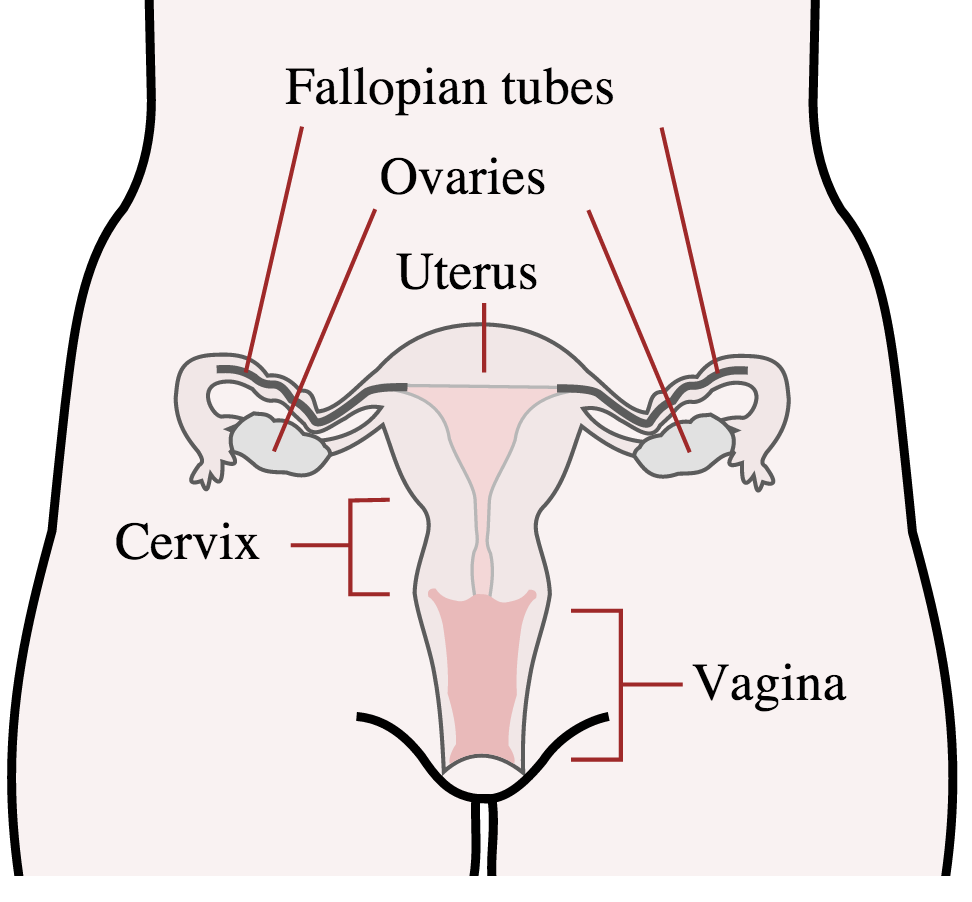 Fallopian tubes
Ovaries
Uterus
Cervix
Vagina